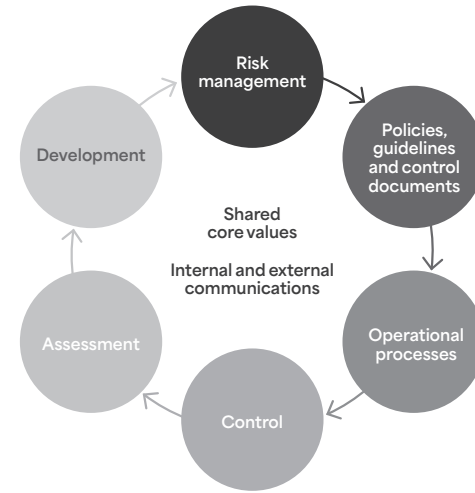 Risk
management
Policies,
guidelines
and control
documents
Development
Shared
core values
Internal and external
communications
Operational
processes
Assessment
Control